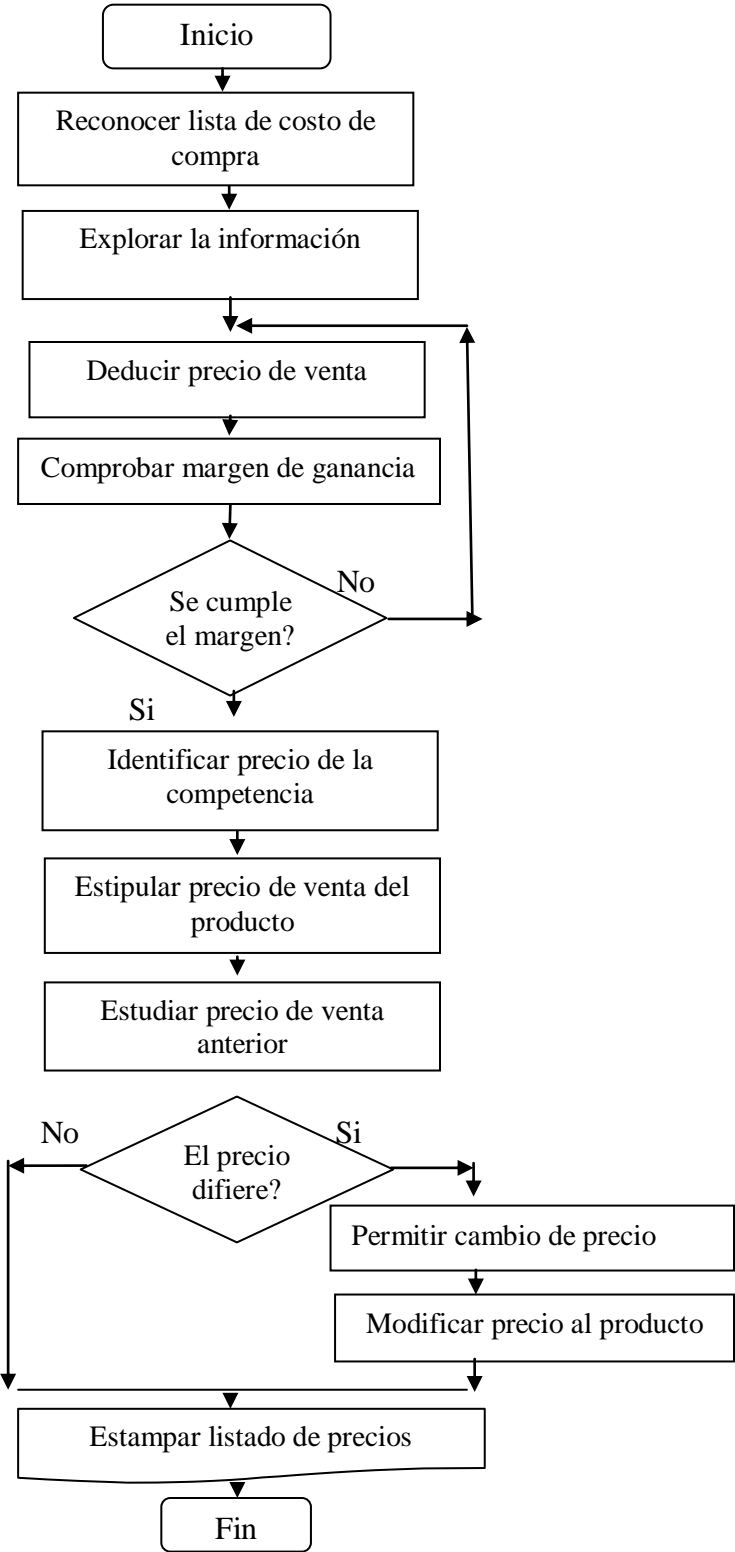 Inicio
Reconocer lista de costo de
compra
Explorar la información
Deducir precio de venta
Comprobar margen de ganancia
No
Se cumple
el margen?
Si
Identificar precio de la
competencia
Estipular precio de venta del
producto
Estudiar precio de venta
anterior
No
Si
El precio
difiere?
Permitir cambio de precio
Modificar precio al producto
Estampar listado de precios
Fin